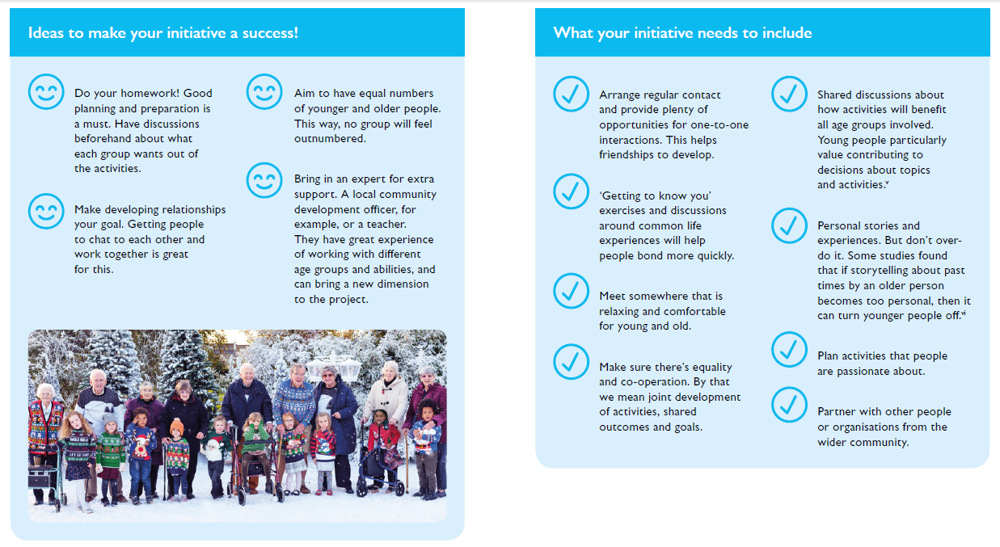 Ideas to make your initiative a success!
Do your homework! Good
planning and preparation is
a must. Have discussions
beforehand about what
each group wants out of
the activities.
Make developing relationships
your goal. Getting people
to chat to each other and
work together is great
for this.
Aim to have equal numbers
of younger and older people.
This way, no group will feel
outnumbered.
Bring in an expert for extra
support. A local community
development officer, for
example, or a teacher.
They have great experience
of working with different
age groups and abilities, and
can bring a new dimension
to the project.
What your initiative needs to include
Arrange regular contact
and provide plenty of
opportunities for one-to-one
interactions. This helps
friendships to develop.
‘Getting to know you’
exercises and discussions
around common life
experiences will help
people bond more quickly.
Meet somewhere that is
relaxing and comfortable
for young and old.
Make sure there’s equality
and co-operation. By that
we mean joint development
of activities, shared
outcomes and goals.
Shared discussions about
how activities will benefit
all age groups involved.
Young people particularly
value contributing to
decisions about topics
and activities.ᵛ
Personal stories and
experiences. But don’t over-
do it. Some studies found
that if storytelling about past
times by an older person
becomes too personal, then it
can turn younger people off.ᵛⁱ
Plan activities that people
are passionate about.
Partner with other people
or organisations from the
wider community.